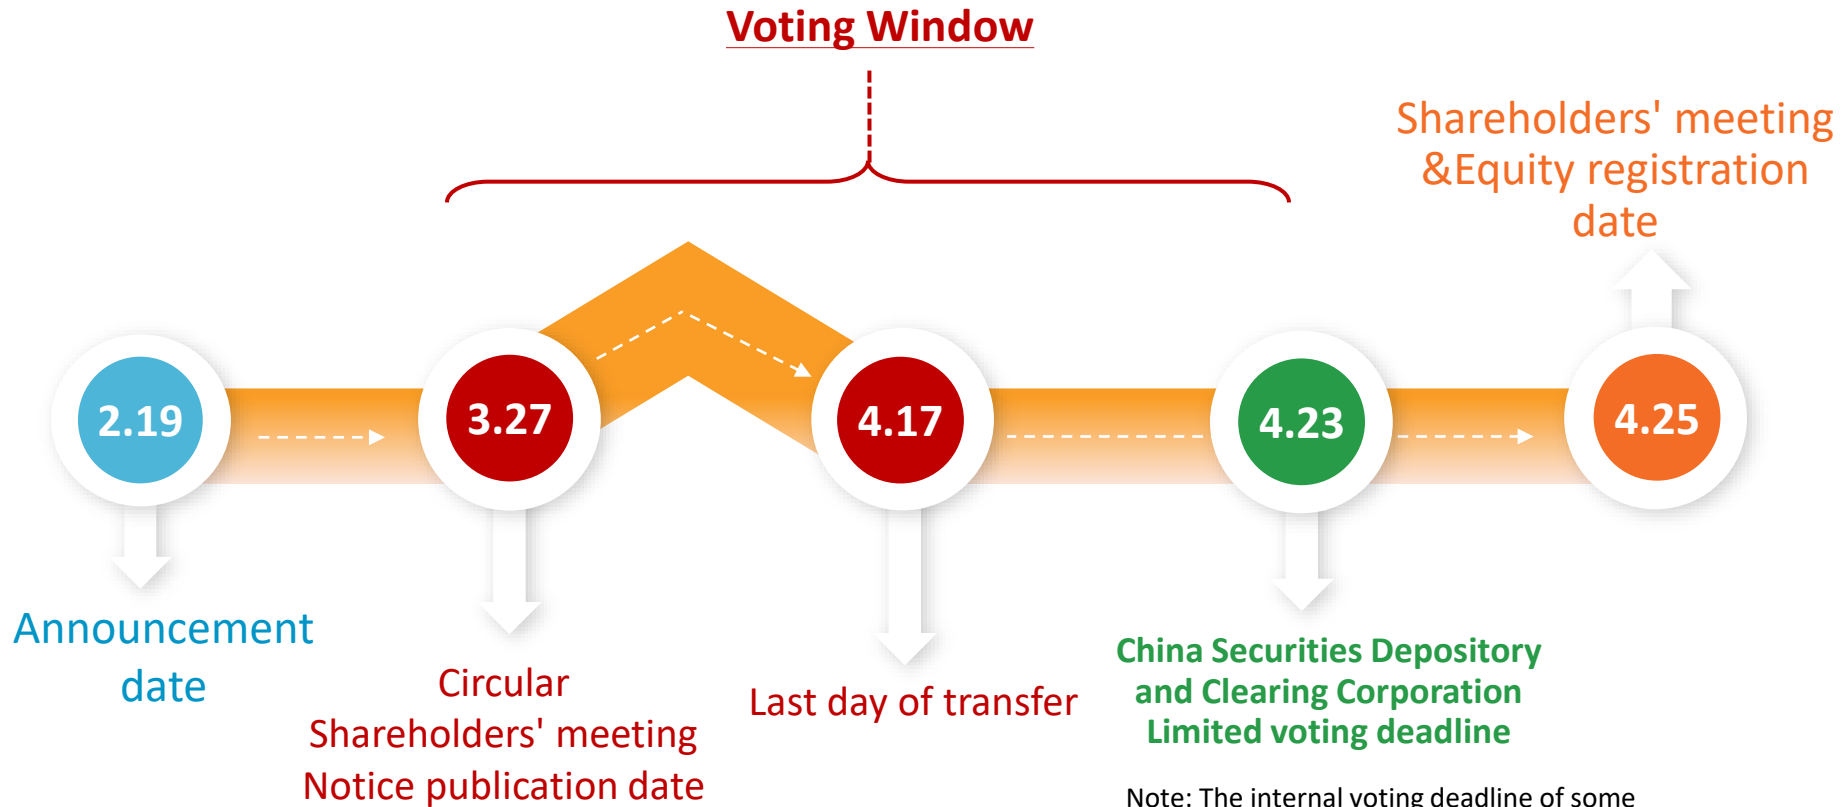 Voting Window
Shareholders' meeting
&Equity registration
date
2.19
3.27
4.17
4.23
4.25
Announcement
date
Circular
Shareholders' meeting
Notice publication date
Last day of transfer
China Securities Depository
and Clearing Corporation
Limited voting deadline
Note: The internal voting deadline of some